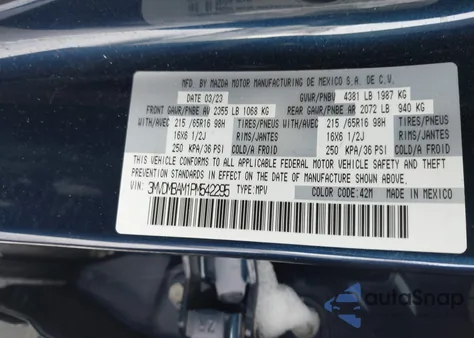 MFD. BY MAZDA MOTOR MANUFACTURING DE MEXICO S.A. DE C.V.
DATE 03/23 GVWR/PNBV 4381 LB 1987 KG
FRONT GAWR/PNBE AV 2355 LB 1068 KG REAR GAWR/PNBE AR 2072 LB 940 KG
WITH/AVEC 215/65R16 98H TIRES/PNEUS WITH/AVEC 215/65R16 98H TIRES/PNEUS
16X6 1/2J RIMS/JANTES 16X6 1/2J RIMS/JANTES
250 KPA/36 PSI COLD/A FROID 250 KPA/36 PSI COLD/A FROID
THIS VEHICLE CONFORMS TO ALL APPLICABLE FEDERAL MOTOR VEHICLE SAFETY AND THEFT
PREVENTION STANDARDS IN EFFECT ON THE DATE OF MANUFACTURE SHOWN ABOVE.
VIN: 3MVDMBAM1PM542295 TYPE: MPV COLOR CODE: 42M MADE IN MEXICO
autoSnap